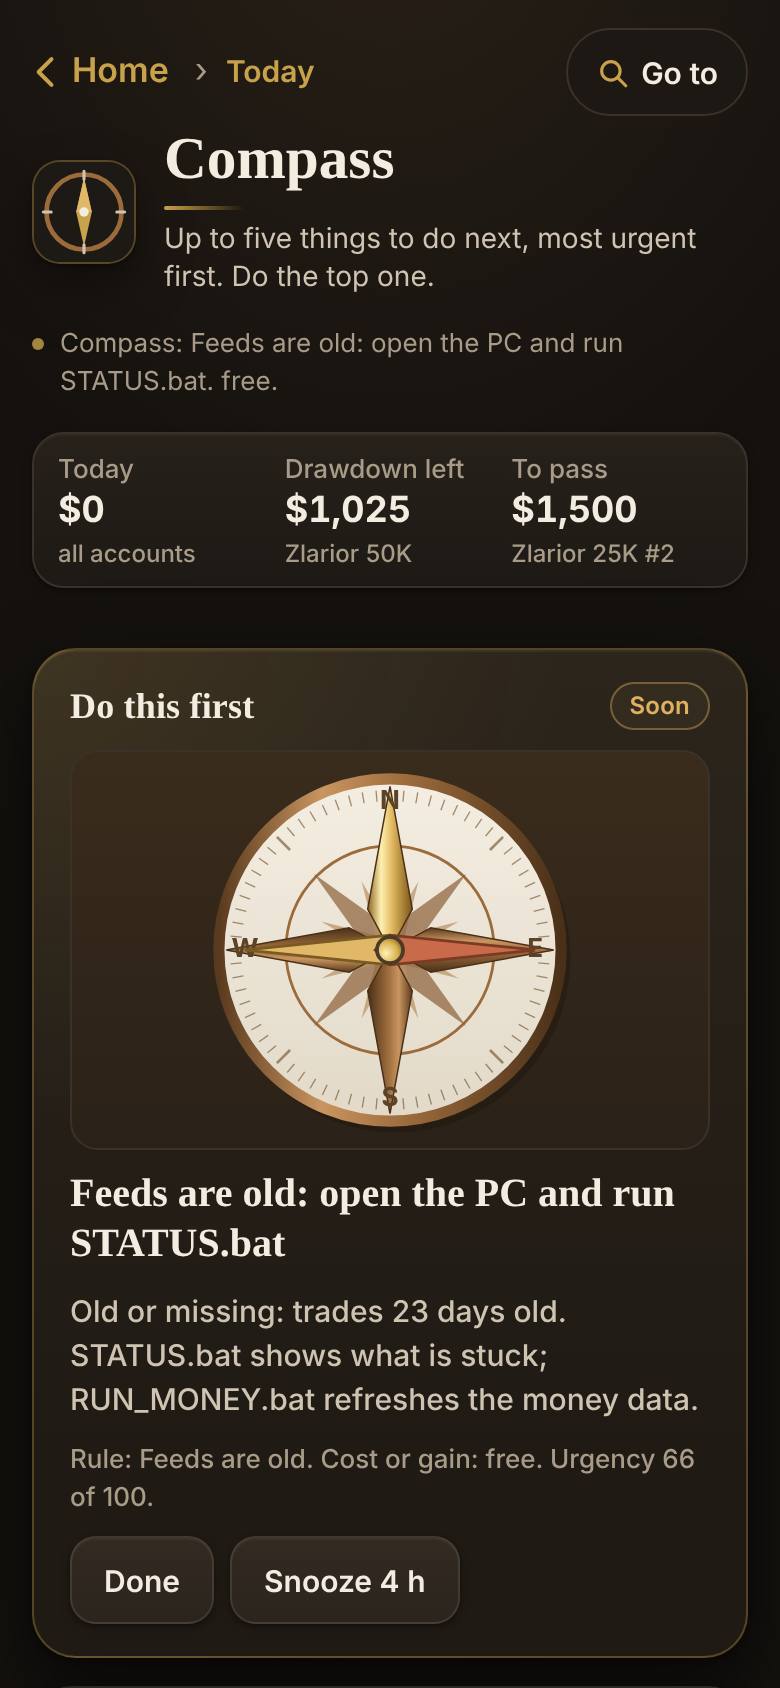 Home › Today
Go to
Compass
Up to five things to do next, most urgent
first. Do the top one.
Compass: Feeds are old: open the PC and run
STATUS.bat. free.
Today
$0
all accounts
Drawdown left
$1,025
Zlarior 50K
To pass
$1,500
Zlarior 25K #2
Do this first
Soon
N
W
E
S
Feeds are old: open the PC and run
STATUS.bat
Old or missing: trades 23 days old.
STATUS.bat shows what is stuck;
RUN_MONEY.bat refreshes the money data.
Rule: Feeds are old. Cost or gain: free. Urgency 66
of 100.
Done
Snooze 4 h